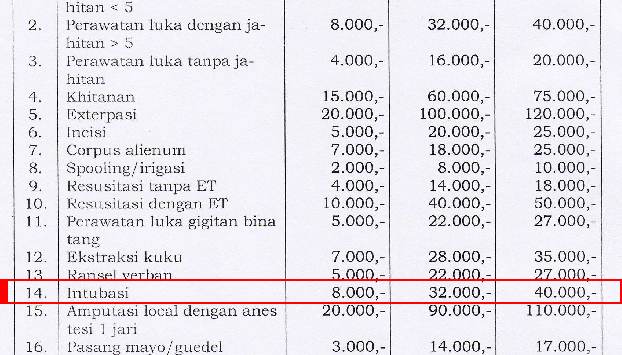 hitan < 5
2. Perawatan luka dengan ja- 8.000,- 32.000,- 40.000,-
hitan > 5
3. Perawatan luka tanpa ja- 4.000,- 16.000,- 20.000,-
hitan
4. Khitanan 15.000,- 60.000,- 75.000,-
5. Exterpasi 20.000,- 100.000,- 120.000,-
6. Incisi 5.000,- 20.000,- 25.000,-
7. Corpus alienum 7.000,- 18.000,- 25.000,-
8. Spooling/irigasi 2.000,- 8.000,- 10.000,-
9. Resusitasi tanpa ET 4.000,- 14.000,- 18.000,-
10. Resusitasi dengan ET 10.000,- 40.000,- 50.000,-
11. Perawatan luka gigitan bina 5.000,- 22.000,- 27.000,-
tang
12. Ekstraksi kuku 7.000,- 28.000,- 35.000,-
13. Ransel verban 5.000,- 22.000,- 27.000,-
14. Intubasi 8.000,- 32.000,- 40.000,-
15. Amputasi local dengan anes 20.000,- 90.000,- 110.000,-
tesi 1 jari
16. Pasang mayo/guedel 3.000,- 14.000,- 17.000,-